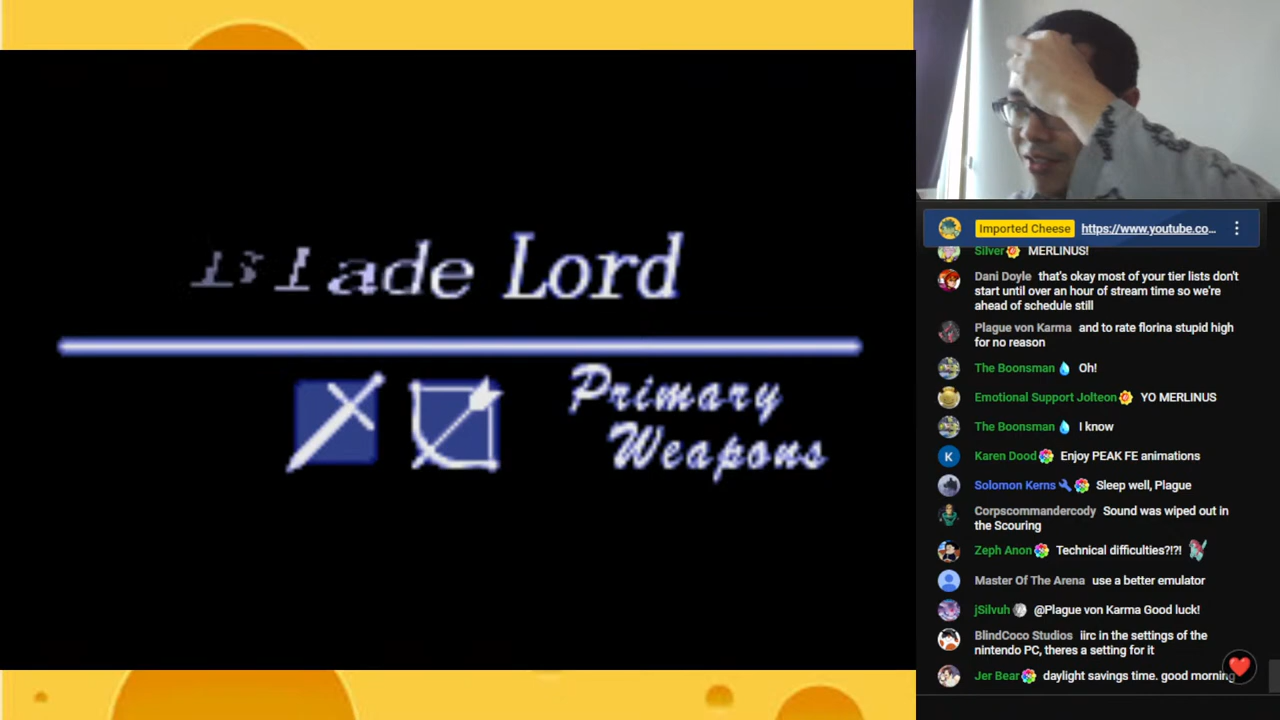 Blade Lord
Primary
Weapons
Imported Cheese https://www.youtube.co...
Silver MERLINUS!
Dani Doyle that's okay most of your tier lists don't
start until over an hour of stream time so we're
ahead of schedule still
Plague von Karma and to rate florina stupid high
for no reason
The Boonsman Oh!
Emotional Support Jolteon YO MERLINUS
The Boonsman I know
K Karen Dood Enjoy PEAK FE animations
Solomon Kerns Sleep well, Plague
Corpscommandercody Sound was wiped out in
the Scouring
Zeph Anon Technical difficulties?!?!
Master Of The Arena use a better emulator
jSilvuh @Plague von Karma Good luck!
BlindCoco Studios iirc in the settings of the
nintendo PC, theres a setting for it
Jer Bear daylight savings time. good morning